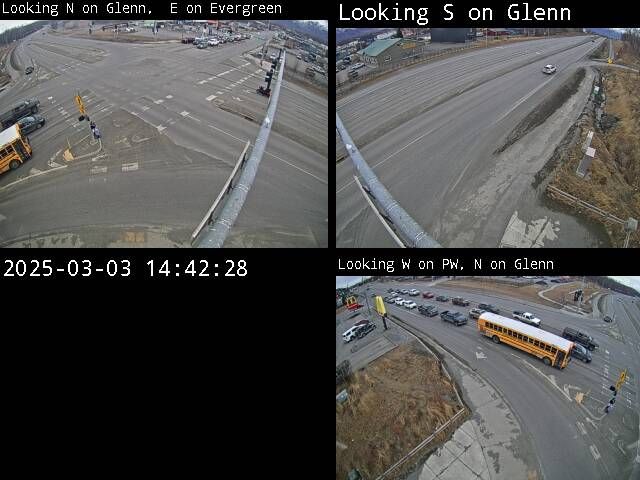 Looking N on Glenn,  E on Evergreen
Looking S on Glenn
2025-03-03 14:42:28
Looking W on PW, N on Glenn